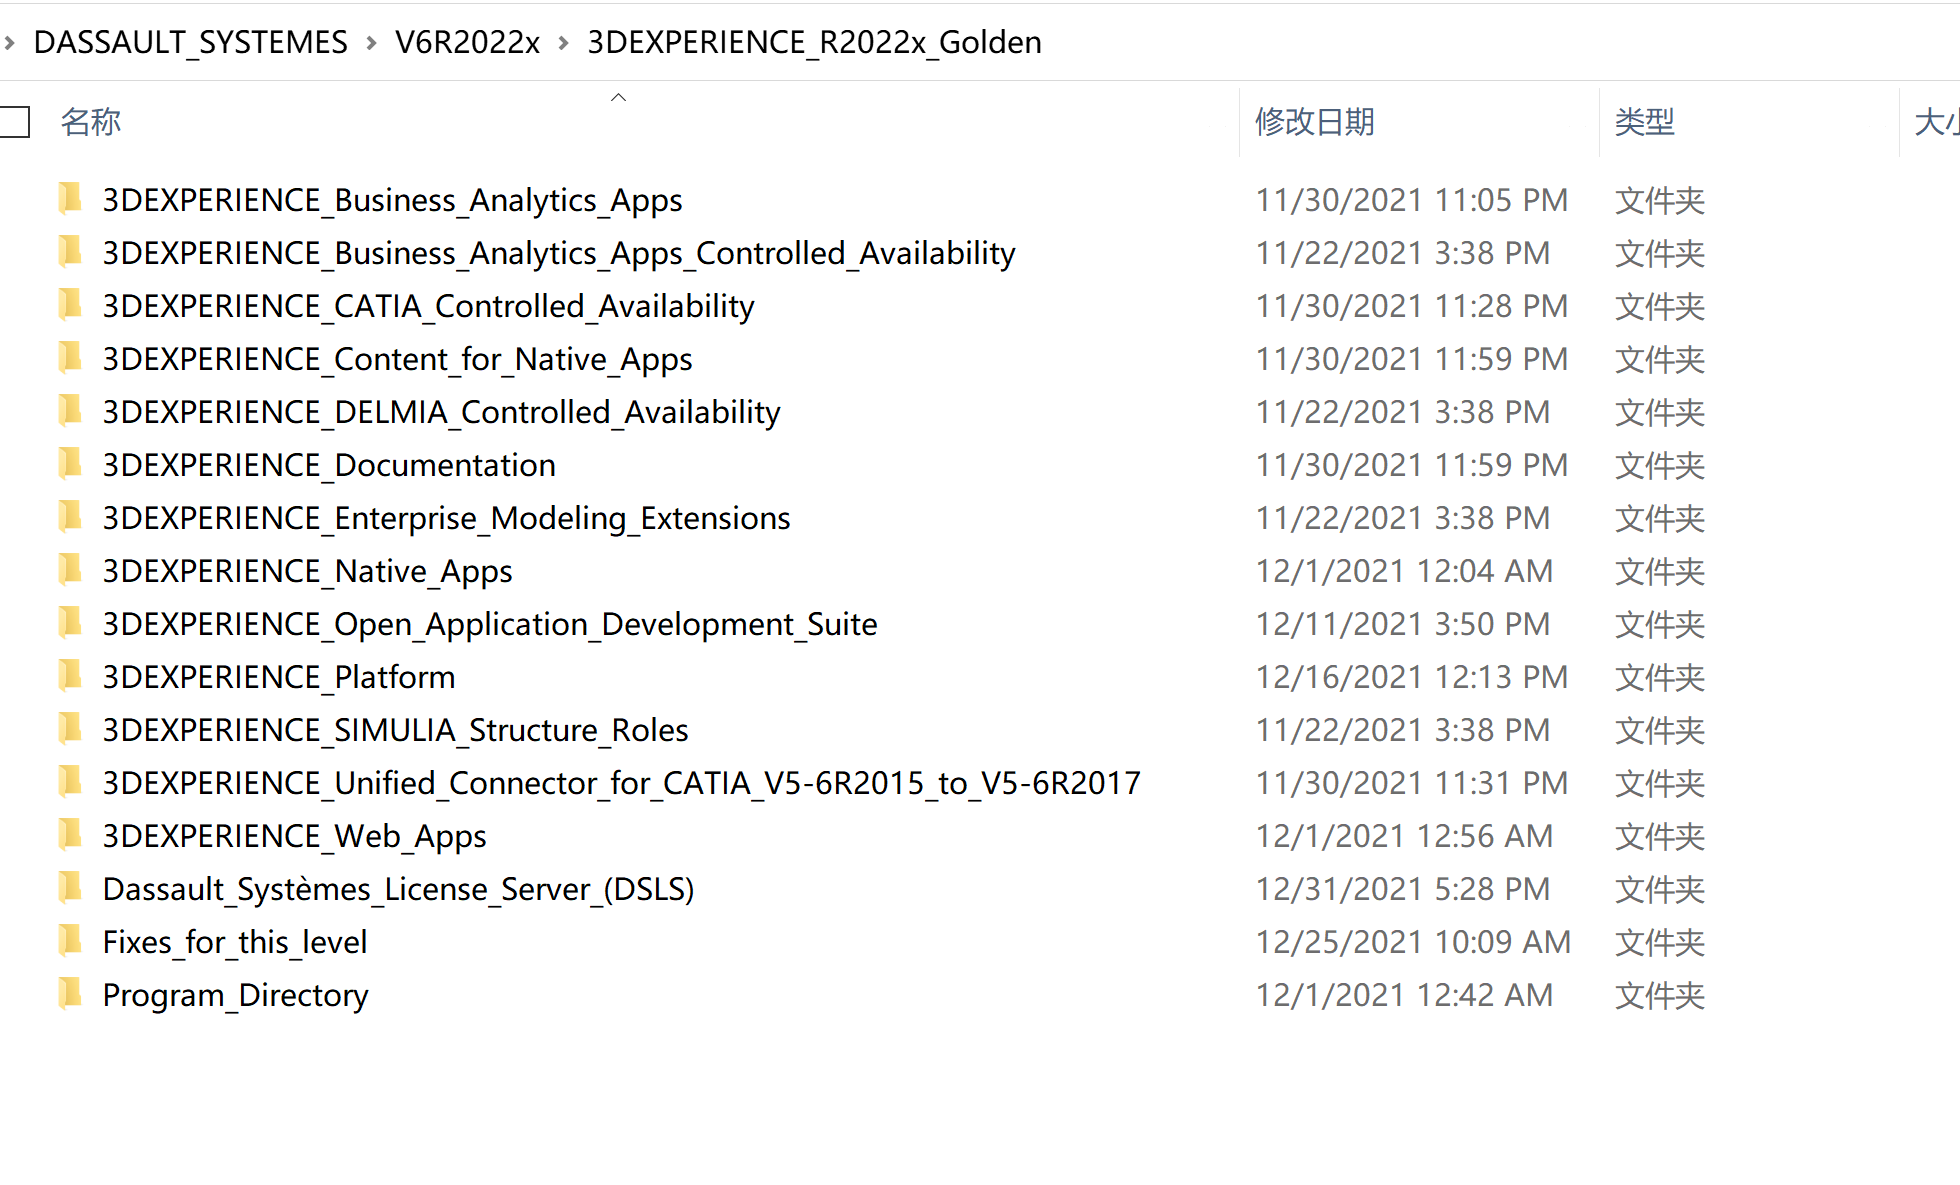 DASSAULT_SYSTEMES > V6R2022x > 3DEXPERIENCE_R2022x_Golden
名称 修改日期 类型 大小
3DEXPERIENCE_Business_Analytics_Apps 11/30/2021 11:05 PM 文件夹
3DEXPERIENCE_Business_Analytics_Apps_Controlled_Availability 11/22/2021 3:38 PM 文件夹
3DEXPERIENCE_CATIA_Controlled_Availability 11/30/2021 11:28 PM 文件夹
3DEXPERIENCE_Content_for_Native_Apps 11/30/2021 11:59 PM 文件夹
3DEXPERIENCE_DELMIA_Controlled_Availability 11/22/2021 3:38 PM 文件夹
3DEXPERIENCE_Documentation 11/30/2021 11:59 PM 文件夹
3DEXPERIENCE_Enterprise_Modeling_Extensions 11/22/2021 3:38 PM 文件夹
3DEXPERIENCE_Native_Apps 12/1/2021 12:04 AM 文件夹
3DEXPERIENCE_Open_Application_Development_Suite 12/11/2021 3:50 PM 文件夹
3DEXPERIENCE_Platform 12/16/2021 12:13 PM 文件夹
3DEXPERIENCE_SIMULIA_Structure_Roles 11/22/2021 3:38 PM 文件夹
3DEXPERIENCE_Unified_Connector_for_CATIA_V5-6R2015_to_V5-6R2017 11/30/2021 11:31 PM 文件夹
3DEXPERIENCE_Web_Apps 12/1/2021 12:56 AM 文件夹
Dassault_Systèmes_License_Server_(DSLS) 12/31/2021 5:28 PM 文件夹
Fixes_for_this_level 12/25/2021 10:09 AM 文件夹
Program_Directory 12/1/2021 12:42 AM 文件夹